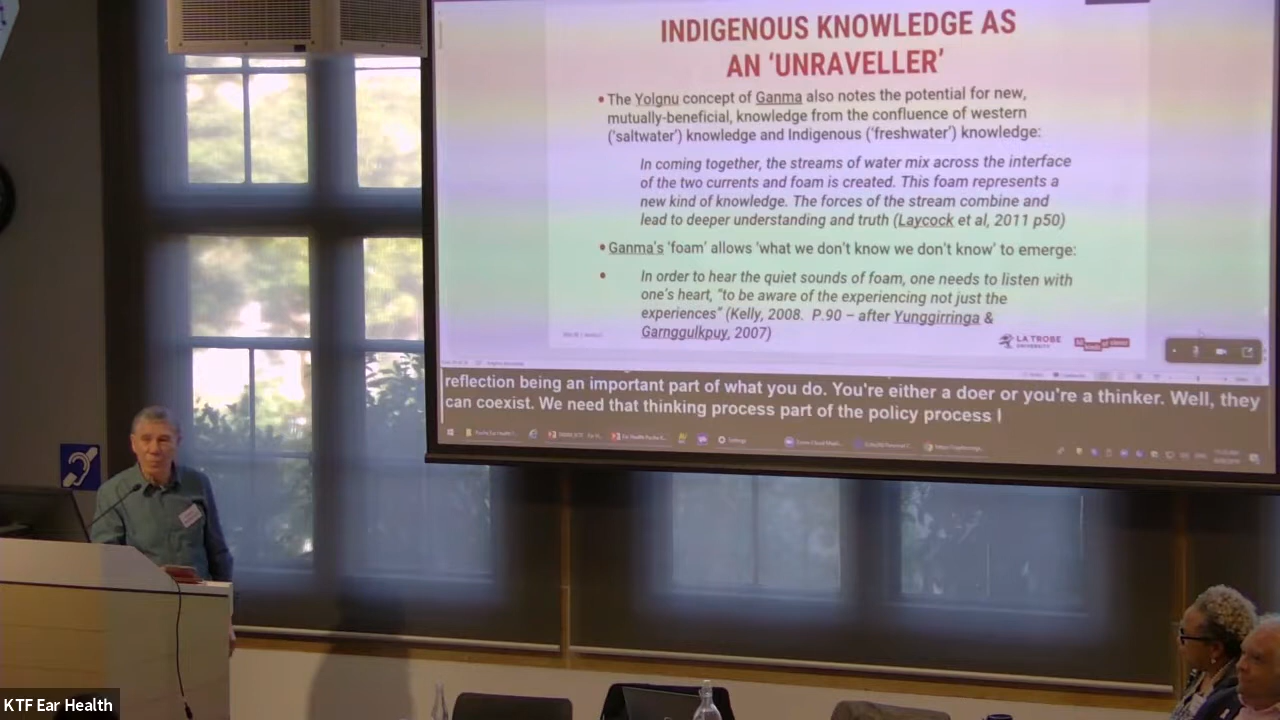 INDIGENOUS KNOWLEDGE AS
AN ‘UNRAVELLER’
• The Yolgnu concept of Ganma also notes the potential for new,
mutually-beneficial, knowledge from the confluence of western
(‘saltwater’) knowledge and Indigenous (‘freshwater’) knowledge:
In coming together, the streams of water mix across the interface
of the two currents and foam is created. This foam represents a
new kind of knowledge. The forces of the stream combine and
lead to deeper understanding and truth (Laycock et al, 2011 p50)
• Ganma's 'foam' allows 'what we don't know we don't know' to emerge:
• In order to hear the quiet sounds of foam, one needs to listen with
one's heart, “to be aware of the experiencing not just the
experiences” (Kelly, 2008. P.90 – after Yunggirringa &
Garnggulkpuy, 2007)
LA TROBE
UNIVERSITY
reflection being an important part of what you do. You're either a doer or you're a thinker. Well, they
can coexist. We need that thinking process part of the policy process I
Settings
KTF Ear Health